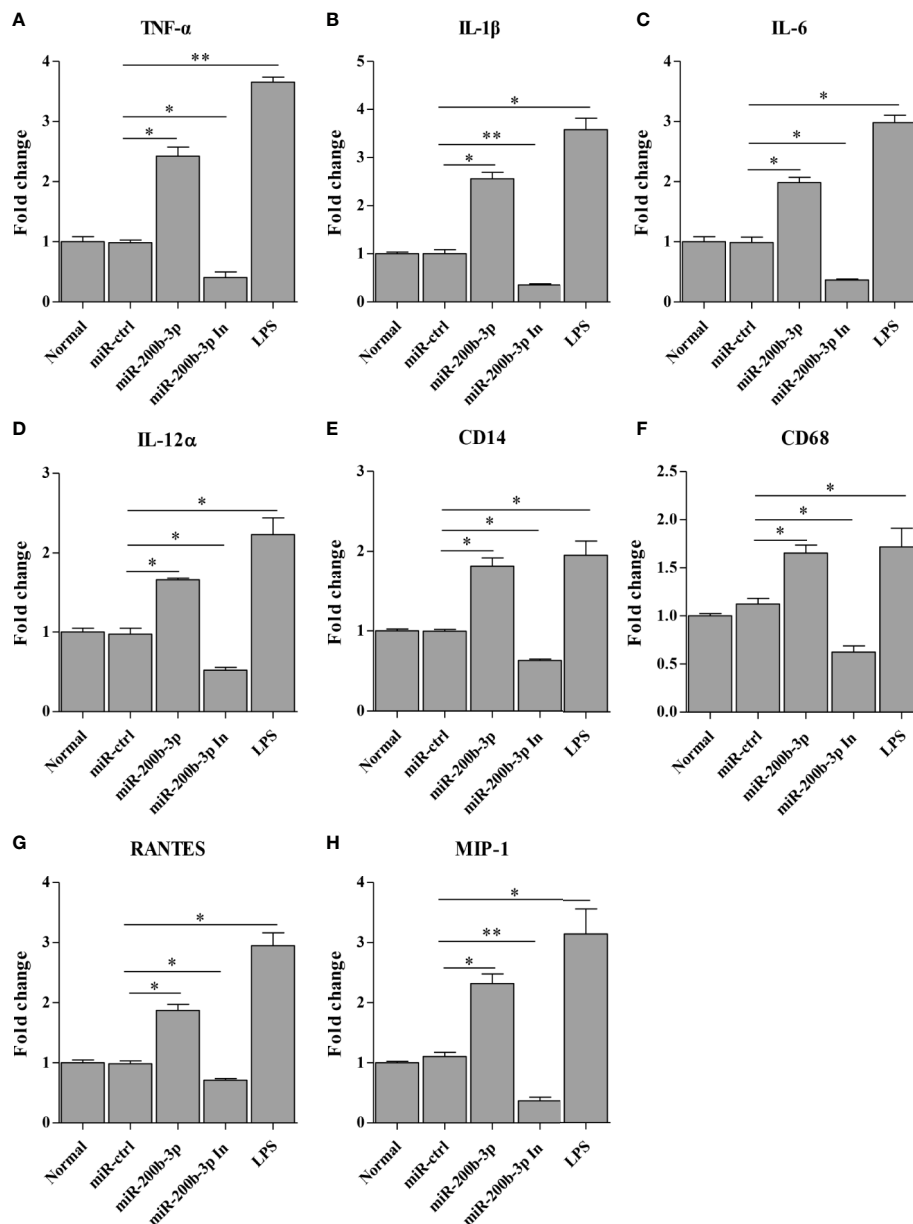 A
TNF-α
Fold change
4
3
2
1
0
**
*
*
Normal
miR-ctrl
miR-200b-3p
miR-200b-3p In
LPS
B
IL-1β
Fold change
5
4
3
2
1
0
*
**
*
Normal
miR-ctrl
miR-200b-3p
miR-200b-3p In
LPS
C
IL-6
Fold change
4
3
2
1
0
*
*
*
Normal
miR-ctrl
miR-200b-3p
miR-200b-3p In
LPS
D
IL-12α
Fold change
3
2
1
0
*
*
*
Normal
miR-ctrl
miR-200b-3p
miR-200b-3p In
LPS
E
CD14
Fold change
3
2
1
0
*
*
*
Normal
miR-ctrl
miR-200b-3p
miR-200b-3p In
LPS
F
CD68
Fold change
2.5
2.0
1.5
1.0
0.5
0.0
*
*
*
Normal
miR-ctrl
miR-200b-3p
miR-200b-3p In
LPS
G
RANTES
Fold change
4
3
2
1
0
*
*
*
Normal
miR-ctrl
miR-200b-3p
miR-200b-3p In
LPS
H
MIP-1
Fold change
4
3
2
1
0
*
**
*
Normal
miR-ctrl
miR-200b-3p
miR-200b-3p In
LPS